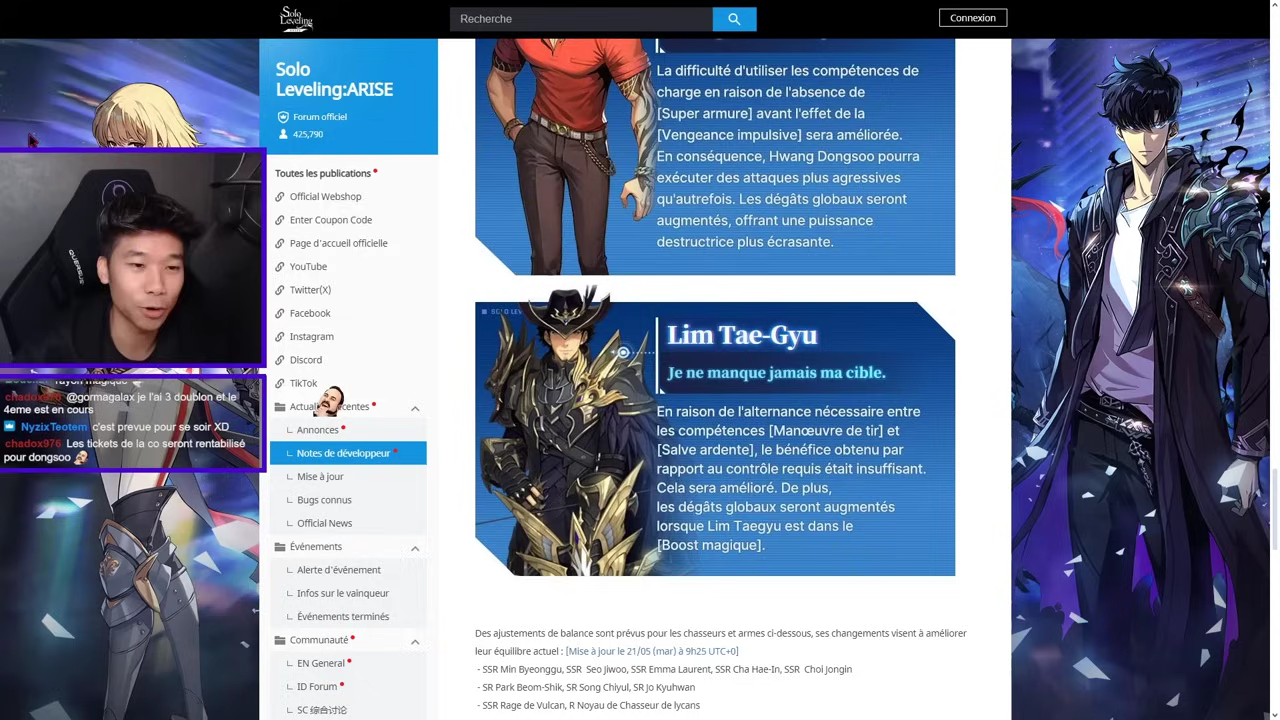 Solo
Leveling
Recherche
Connexion
Solo
Leveling:ARISE
Forum officiel
425,790
Toutes les publications
Official Webshop
Enter Coupon Code
Page d'accueil officielle
YouTube
Twitter(X)
Facebook
Instagram
Discord
TikTok
Annonces
Notes de développeur
Mise à jour
Bugs connus
Official News
Événements
Alerte d'événement
Infos sur le vainqueur
Événements terminés
Communauté
EN General
ID Forum
SC 综合讨论
rayon magique
chadox976 @gormagalax je l'ai 3 doublon et le
4eme est en cours
NyzixTeotem c'est prevue pour se soir XD
chadox976 Les tickets de la co seront rentabilisé
pour dongsoo
La difficulté d'utiliser les compétences de
charge en raison de l'absence de
[Super armure] avant l'effet de la
[Vengeance impulsive] sera améliorée.
En conséquence, Hwang Dongsoo pourra
exécuter des attaques plus agressives
qu'autrefois. Les dégâts globaux seront
augmentés, offrant une puissance
destructrice plus écrasante.
Lim Tae-Gyu
Je ne manque jamais ma cible.
En raison de l'alternance nécessaire entre
les compétences [Manœuvre de tir] et
[Salve ardente], le bénéfice obtenu par
rapport au contrôle requis était insuffisant.
Cela sera amélioré. De plus,
les dégâts globaux seront augmentés
lorsque Lim Taegyu est dans le
[Boost magique].
Des ajustements de balance sont prévus pour les chasseurs et armes ci-dessous, ses changements visent à améliorer
leur équilibre actuel : [Mise à jour le 21/05 (mar) à 9h25 UTC+0]
- SSR Min Byeonggu, SSR Seo Jiwoo, SSR Emma Laurent, SSR Cha Hae-In, SSR Choi Jongin
- SR Park Beom-Shik, SR Song Chiyul, SR Jo Kyuhwan
- SSR Rage de Vulcan, R Noyau de Chasseur de lycans